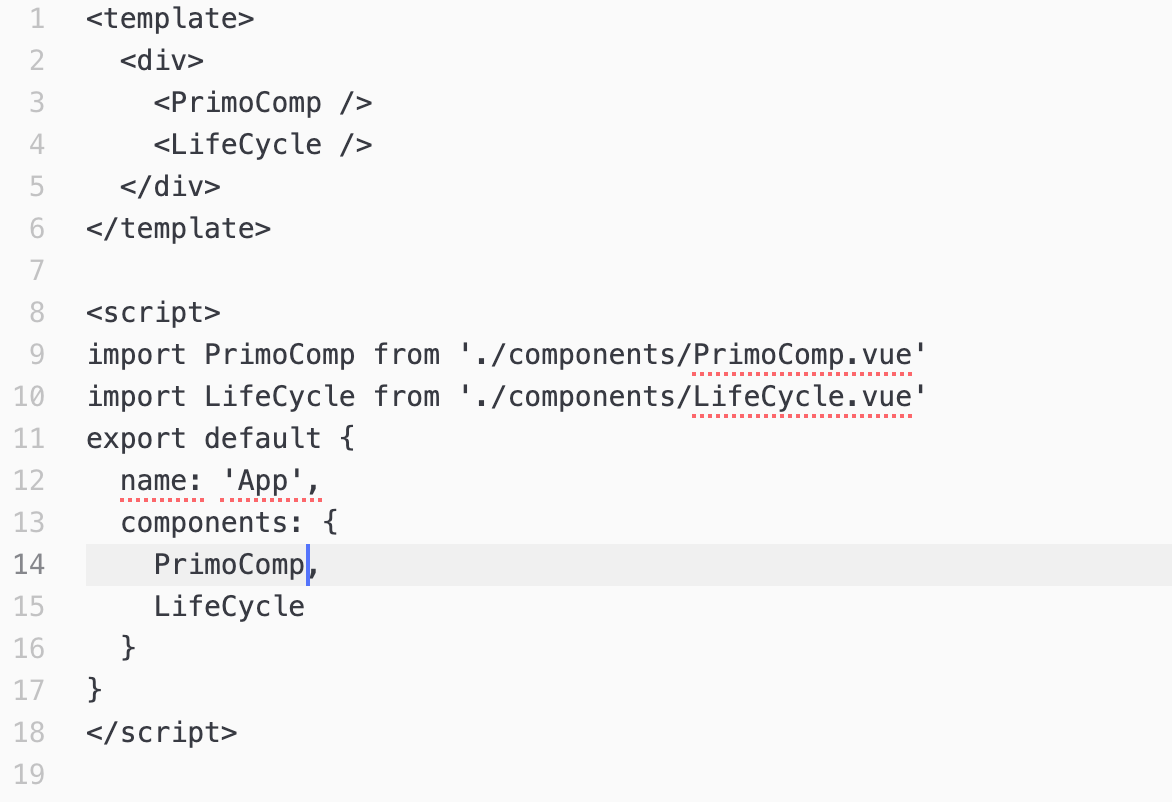 1 <template>
2   <div>
3     <PrimoComp />
4     <LifeCycle />
5   </div>
6 </template>
7
8 <script>
9 import PrimoComp from './components/PrimoComp.vue'
10 import LifeCycle from './components/LifeCycle.vue'
11 export default {
12   name: 'App',
13   components: {
14     PrimoComp,
15     LifeCycle
16   }
17 }
18 </script>
19